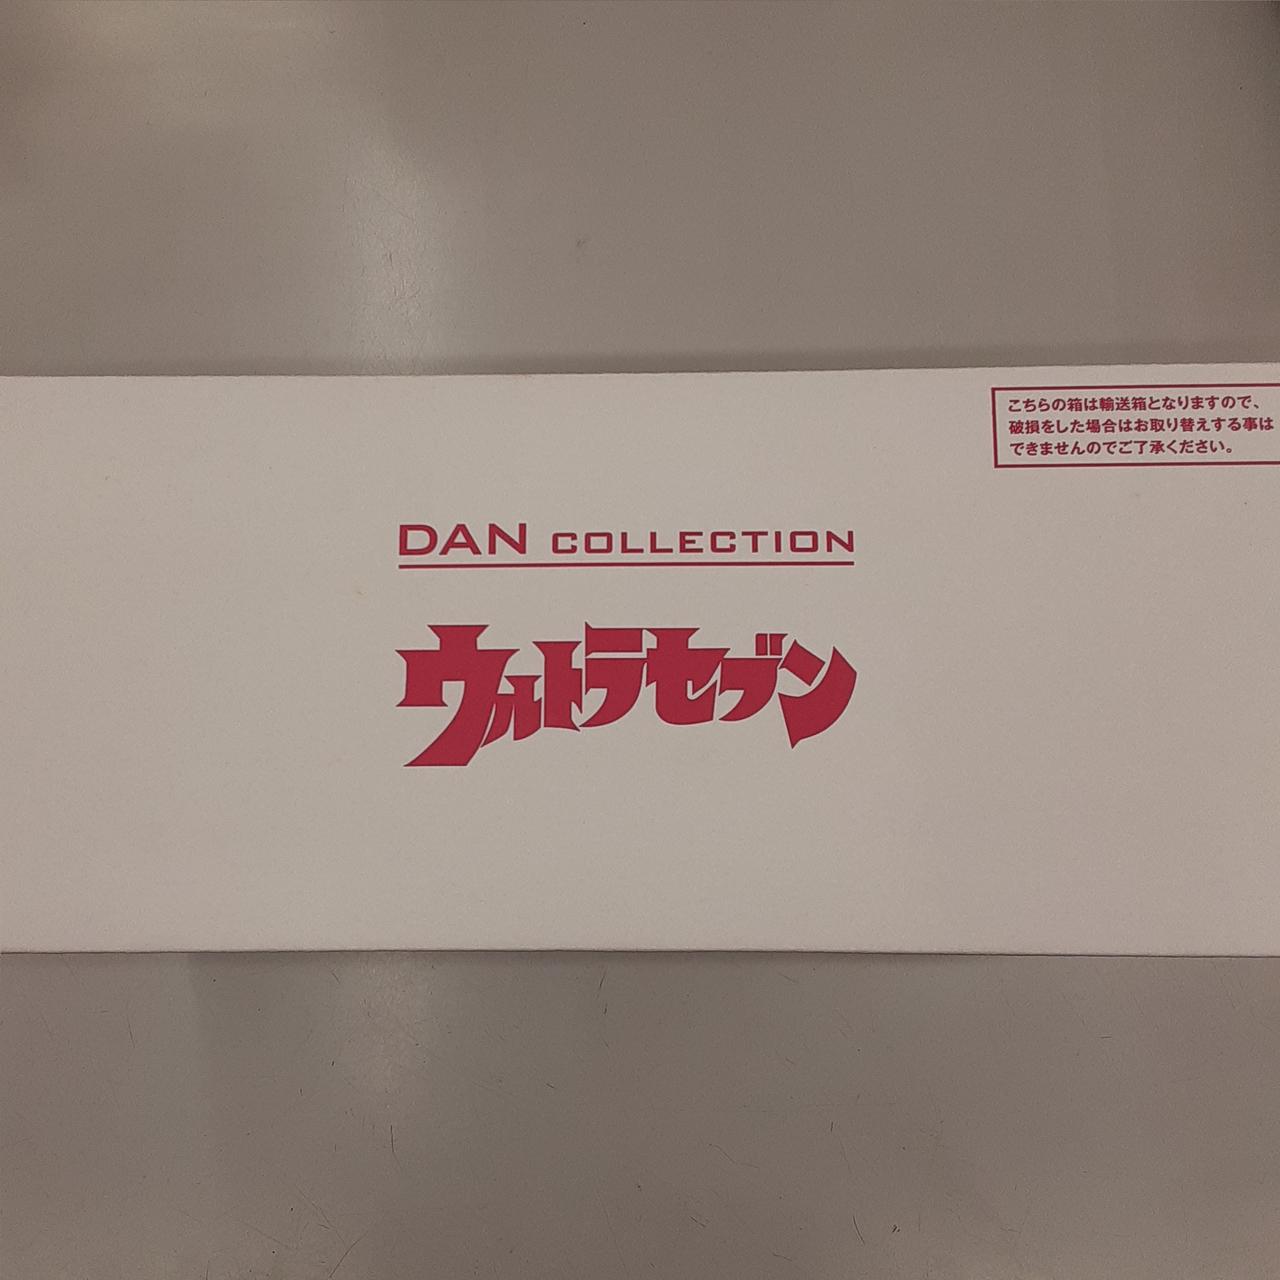 こちらの箱は輸送箱となりますので、
破損をした場合はお取り替えする事は
できませんのでご了承ください。
DAN COLLECTION
ウルトラセブン